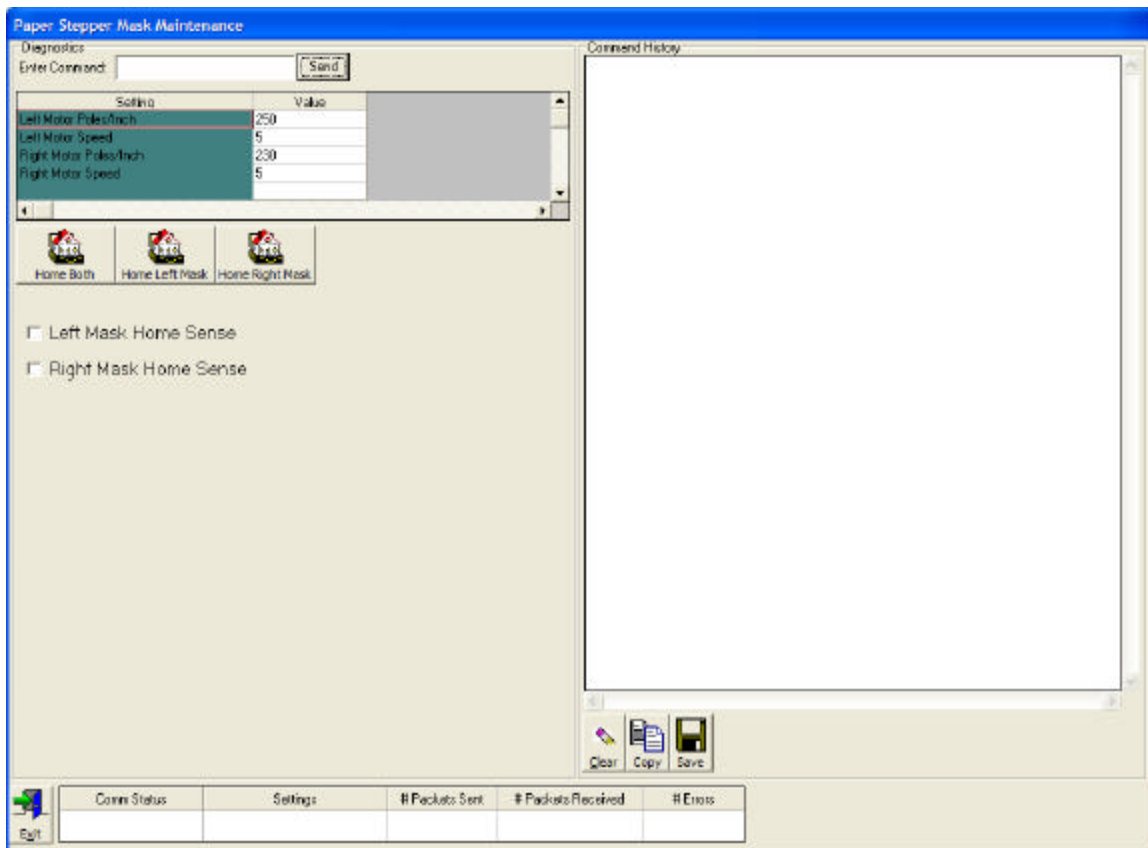 Paper Stepper Mask Maintenance
Diagnostics
Enter Command:
Send
Setting Value
Left Motor Poles/Inch 250
Left Motor Speed 5
Right Motor Poles/Inch 230
Right Motor Speed 5
Home Both Home Left Mask Home Right Mask
Left Mask Home Sense
Right Mask Home Sense
Command History
Clear Copy Save
Exit
Comm Status Settings # Packets Sent # Packets Received # Errors